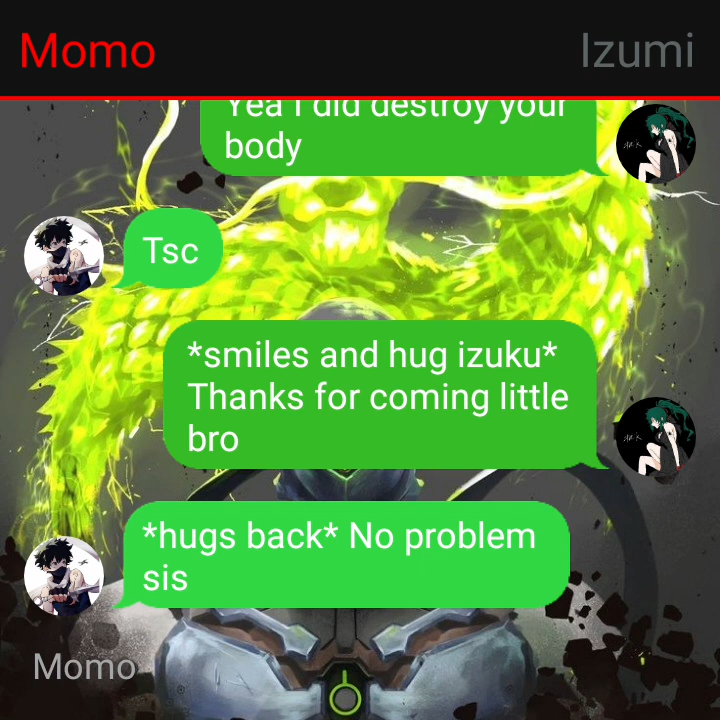 Momo
Izumi
Yea I did destroy your
body
Tsc
*smiles and hug izuku*
Thanks for coming little
bro
*hugs back* No problem
sis
Momo